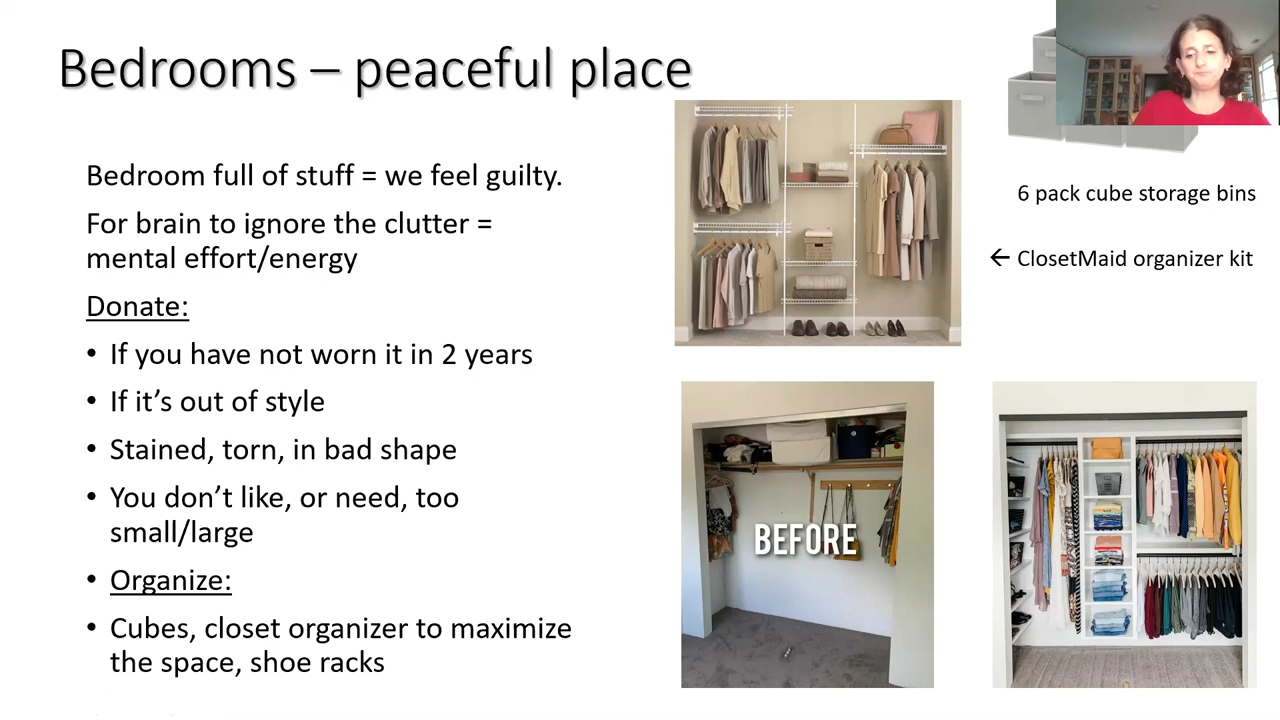 Bedrooms – peaceful place
Bedroom full of stuff = we feel guilty.
For brain to ignore the clutter =
mental effort/energy
Donate:
• If you have not worn it in 2 years
• If it’s out of style
• Stained, torn, in bad shape
• You don’t like, or need, too
small/large
• Organize:
• Cubes, closet organizer to maximize
the space, shoe racks
6 pack cube storage bins
← ClosetMaid organizer kit
BEFORE